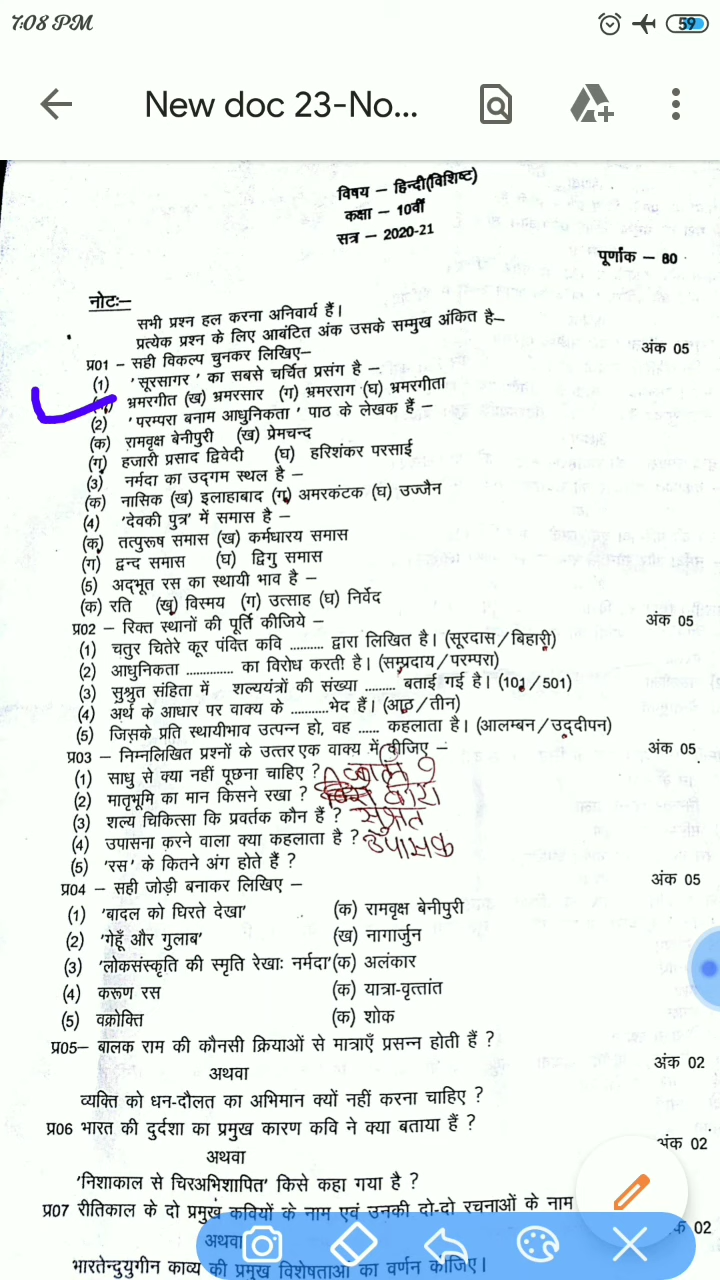 7:08 PM
59
New doc 23-No...
विषय – हिन्दी(विशिष्ट)
कक्षा – 10वीं
सत्र – 2020-21
पूर्णांक – 80
नोटः–
सभी प्रश्न हल करना अनिवार्य हैं।
प्रत्येक प्रश्न के लिए आबंटित अंक उसके सम्मुख अंकित है–
प्र01 – सही विकल्प चुनकर लिखिए– अंक 05
(1) 'सूरसागर' का सबसे चर्चित प्रसंग है –
भ्रमरगीत (ख) भ्रमरसार (ग) भ्रमरराग (घ) भ्रमरगीता
(2) 'परम्परा बनाम आधुनिकता' पाठ के लेखक हैं –
(क) रामवृक्ष बेनीपुरी (ख) प्रेमचन्द
(ग) हजारी प्रसाद द्विवेदी (घ) हरिशंकर परसाई
(3) नर्मदा का उद्गम स्थल है –
(क) नासिक (ख) इलाहाबाद (ग) अमरकंटक (घ) उज्जैन
(4) 'देवकी पुत्र' में समास है –
(क) तत्पुरूष समास (ख) कर्मधारय समास
(ग) द्वन्द समास (घ) द्विगु समास
(5) अद्भूत रस का स्थायी भाव है –
(क) रति (ख) विस्मय (ग) उत्साह (घ) निर्वेद
प्र02 – रिक्त स्थानों की पूर्ति कीजिये – अंक 05
(1) चतुर चितेरे कूर पंक्ति कवि .......... द्वारा लिखित है। (सूरदास/बिहारी)
(2) आधुनिकता .............. का विरोध करती है। (सम्प्रदाय/परम्परा)
(3) सुश्रुत संहिता में शल्ययंत्रों की संख्या ......... बताई गई है। (101/501)
(4) अर्थ के आधार पर वाक्य के ...........भेद हैं। (आठ/तीन)
(5) जिसके प्रति स्थायीभाव उत्पन्न हो, वह ...... कहलाता है। (आलम्बन/उद्दीपन)
प्र03 – निम्नलिखित प्रश्नों के उत्तर एक वाक्य में दीजिए – अंक 05
(1) साधु से क्या नहीं पूछना चाहिए ? जाति
(2) मातृभूमि का मान किसने रखा ?
(3) शल्य चिकित्सा कि प्रवर्तक कौन हैं ? सुश्रुत
(4) उपासना करने वाला क्या कहलाता है ? उपासक
(5) 'रस' के कितने अंग होते हैं ?
प्र04 – सही जोड़ी बनाकर लिखिए – अंक 05
(1) 'बादल को घिरते देखा' (क) रामवृक्ष बेनीपुरी
(2) 'गेहूँ और गुलाब' (ख) नागार्जुन
(3) 'लोकसंस्कृति की स्मृति रेखाः नर्मदा' (क) अलंकार
(4) करूण रस (क) यात्रा-वृत्तांत
(5) वक्रोक्ति (क) शोक
प्र05– बालक राम की कौनसी क्रियाओं से मात्राएँ प्रसन्न होती हैं ? अंक 02
अथवा
व्यक्ति को धन-दौलत का अभिमान क्यों नहीं करना चाहिए ?
प्र06 भारत की दुर्दशा का प्रमुख कारण कवि ने क्या बताया हैं ? अंक 02
अथवा
'निशाकाल से चिरअभिशापित' किसे कहा गया है ?
प्र07 रीतिकाल के दो प्रमुख कवियों के नाम एवं उनकी दो-दो रचनाओं के नाम 02
अथवा
भारतेन्दुयुगीन काव्य की प्रमुख विशेषताओं का वर्णन कीजिए।